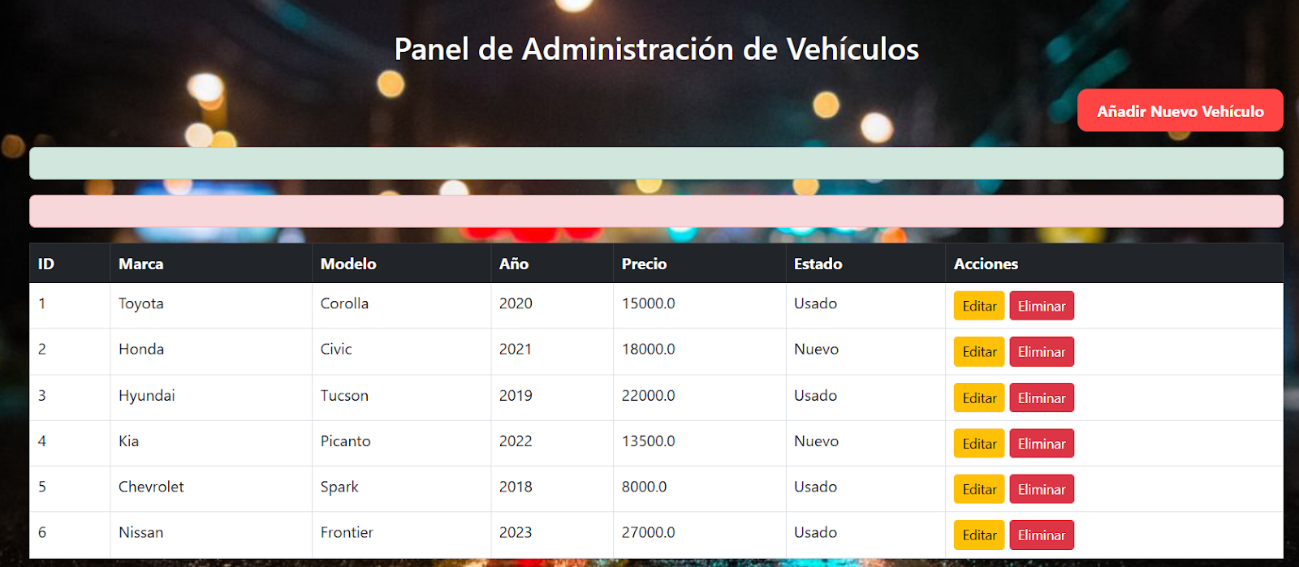 Panel de Administración de Vehículos
Añadir Nuevo Vehículo
ID Marca Modelo Año Precio Estado Acciones
1 Toyota Corolla 2020 15000.0 Usado Editar Eliminar
2 Honda Civic 2021 18000.0 Nuevo Editar Eliminar
3 Hyundai Tucson 2019 22000.0 Usado Editar Eliminar
4 Kia Picanto 2022 13500.0 Nuevo Editar Eliminar
5 Chevrolet Spark 2018 8000.0 Usado Editar Eliminar
6 Nissan Frontier 2023 27000.0 Usado Editar Eliminar